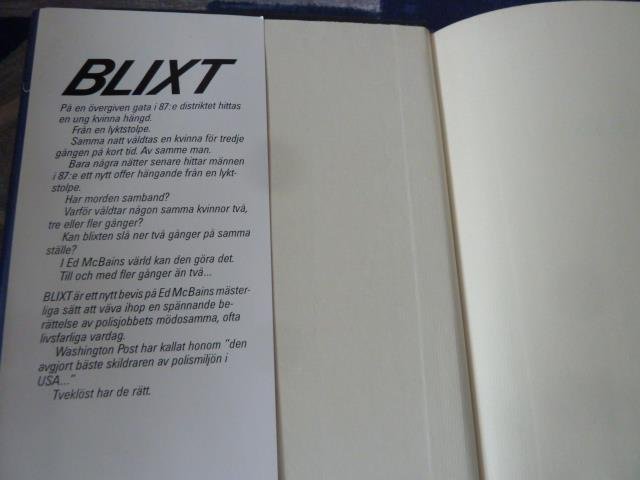 BLIXT
På en övergiven gata i 87:e distriktet hittas
en ung kvinna hängd.
Från en lyktstolpe.
Samma natt våldtas en kvinna för tredje
gången på kort tid. Av samme man.
Bara några nätter senare hittar männen
i 87:e ett nytt offer hängande från en lykt-
stolpe.
Har morden samband?
Varför våldtar någon samma kvinnor två,
tre eller fler gånger?
Kan blixten slå ner två gånger på samma
ställe?
I Ed McBains värld kan den göra det.
Till och med fler gånger än två...
BLIXT är ett nytt bevis på Ed McBains mäster-
liga sätt att väva ihop en spännande be-
rättelse av polisjobbets mödosamma, ofta
livsfarliga vardag.
Washington Post har kallat honom "den
avgjort bäste skildraren av polismiljön i
USA..."
Tveklöst har de rätt.